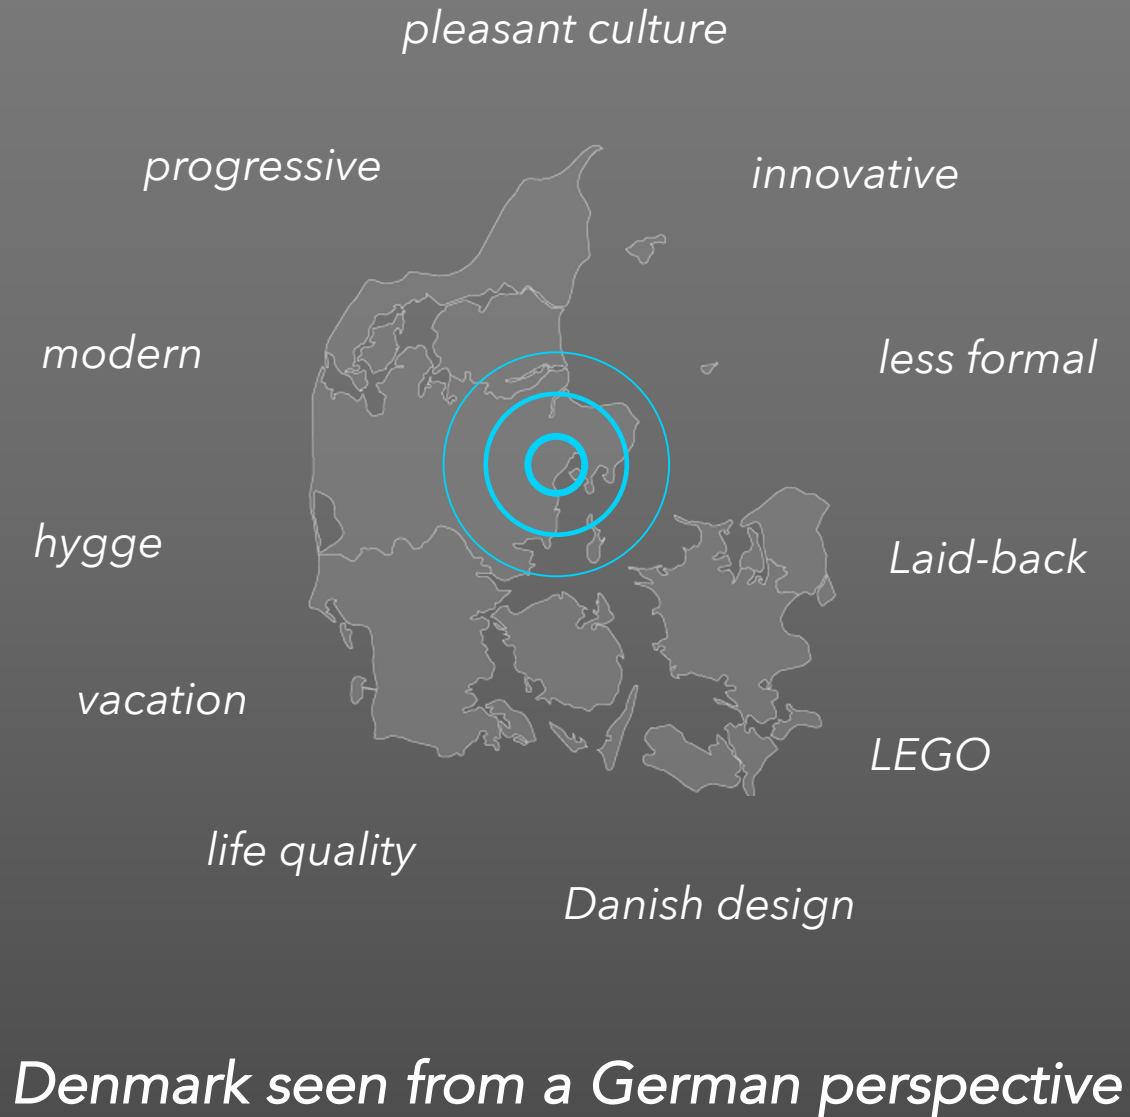 pleasant culture
progressive
innovative
modern
less formal
hygge
Laid-back
vacation
LEGO
life quality
Danish design
Denmark seen from a German perspective